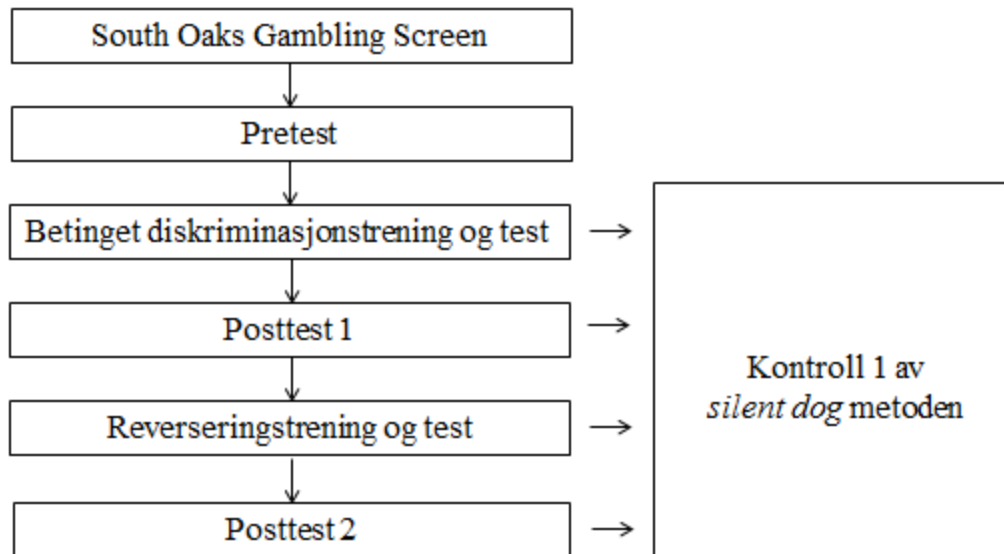 South Oaks Gambling Screen
Pretest
Betinget diskriminasjonstrening og test
Posttest 1
Reverseringstrening og test
Posttest 2
Kontroll 1 av
silent dog metoden